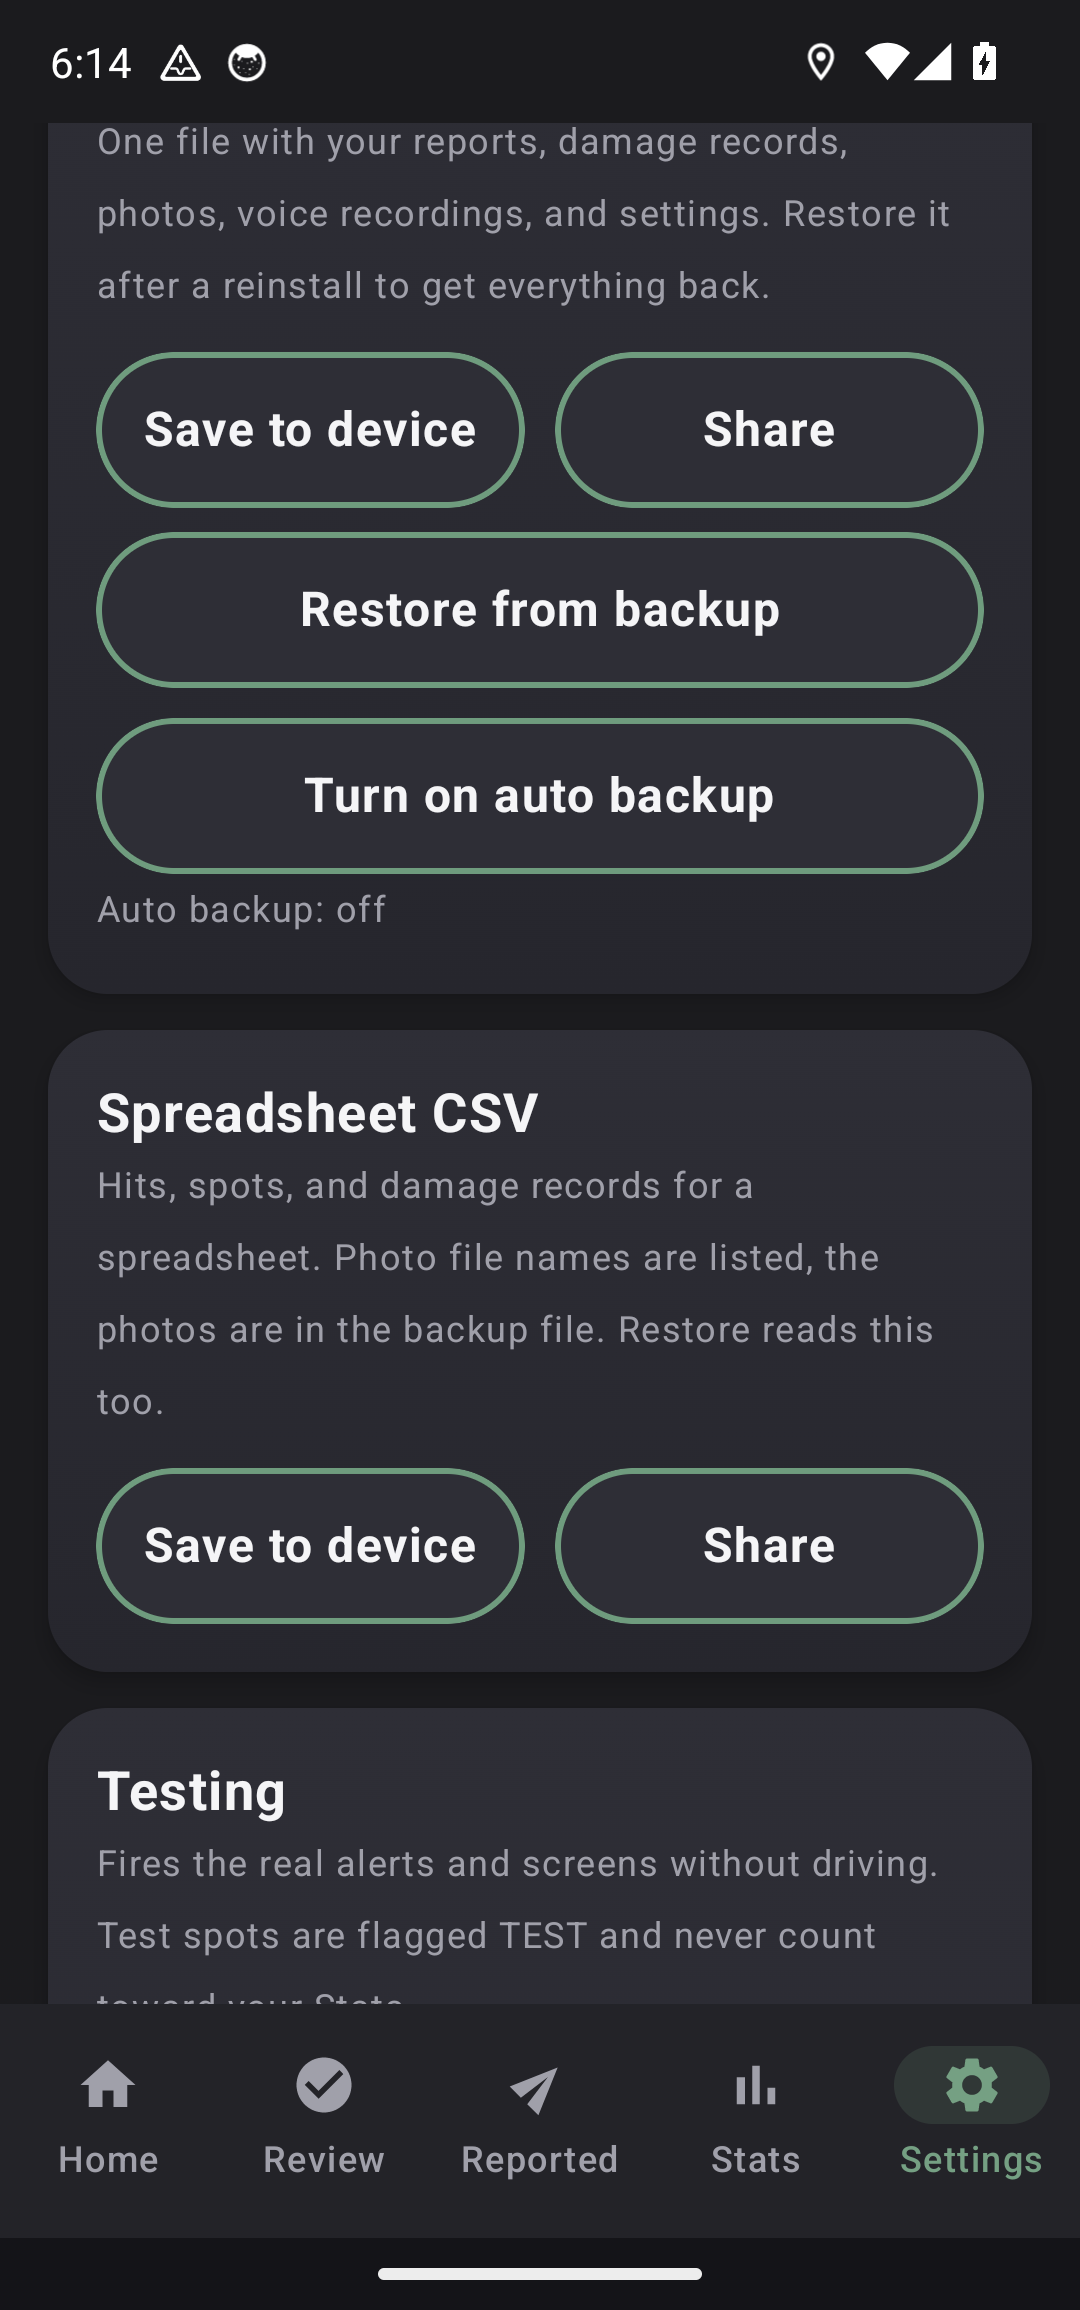 6:14
One file with your reports, damage records,
photos, voice recordings, and settings. Restore it
after a reinstall to get everything back.
Save to device
Share
Restore from backup
Turn on auto backup
Auto backup: off
Spreadsheet CSV
Hits, spots, and damage records for a
spreadsheet. Photo file names are listed, the
photos are in the backup file. Restore reads this
too.
Save to device
Share
Testing
Fires the real alerts and screens without driving.
Test spots are flagged TEST and never count
toward your Stats
Home
Review
Reported
Stats
Settings